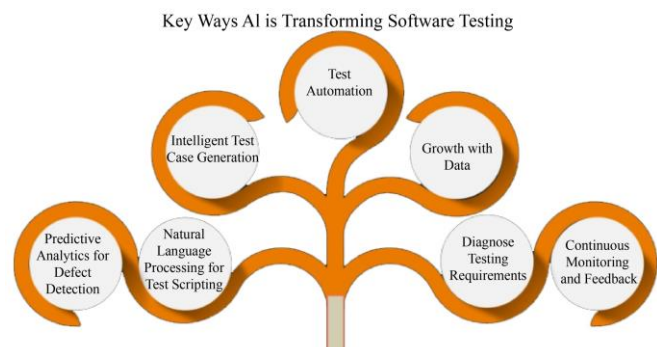 Key Ways AI is Transforming Software Testing
Test
Automation
Intelligent Test
Case Generation
Growth with
Data
Predictive
Analytics for
Defect
Detection
Natural
Language
Processing for
Test Scripting
Diagnose
Testing
Requirements
Continuous
Monitoring
and Feedback